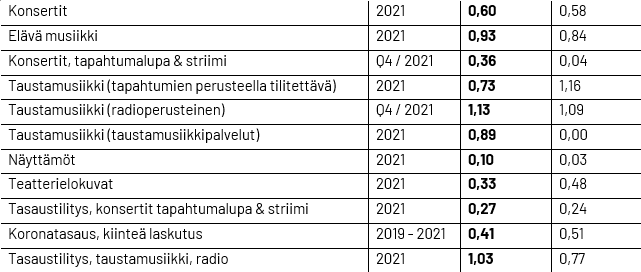 Konsertit 2021 0,60 0,58
Elävä musiikki 2021 0,93 0,84
Konsertit, tapahtumalupa & striimi Q4 / 2021 0,36 0,04
Taustamusiikki (tapahtumien perusteella tilitettävä) 2021 0,73 1,16
Taustamusiikki (radioperusteinen) Q4 / 2021 1,13 1,09
Taustamusiikki (taustamusiikkipalvelut) 2021 0,89 0,00
Näyttämöt 2021 0,10 0,03
Teatterielokuvat 2021 0,33 0,48
Tasaustilitys, konsertit tapahtumalupa & striimi 2021 0,27 0,24
Koronatasaus, kiinteä laskutus 2019 - 2021 0,41 0,51
Tasaustilitys, taustamusiikki, radio 2021 1,03 0,77